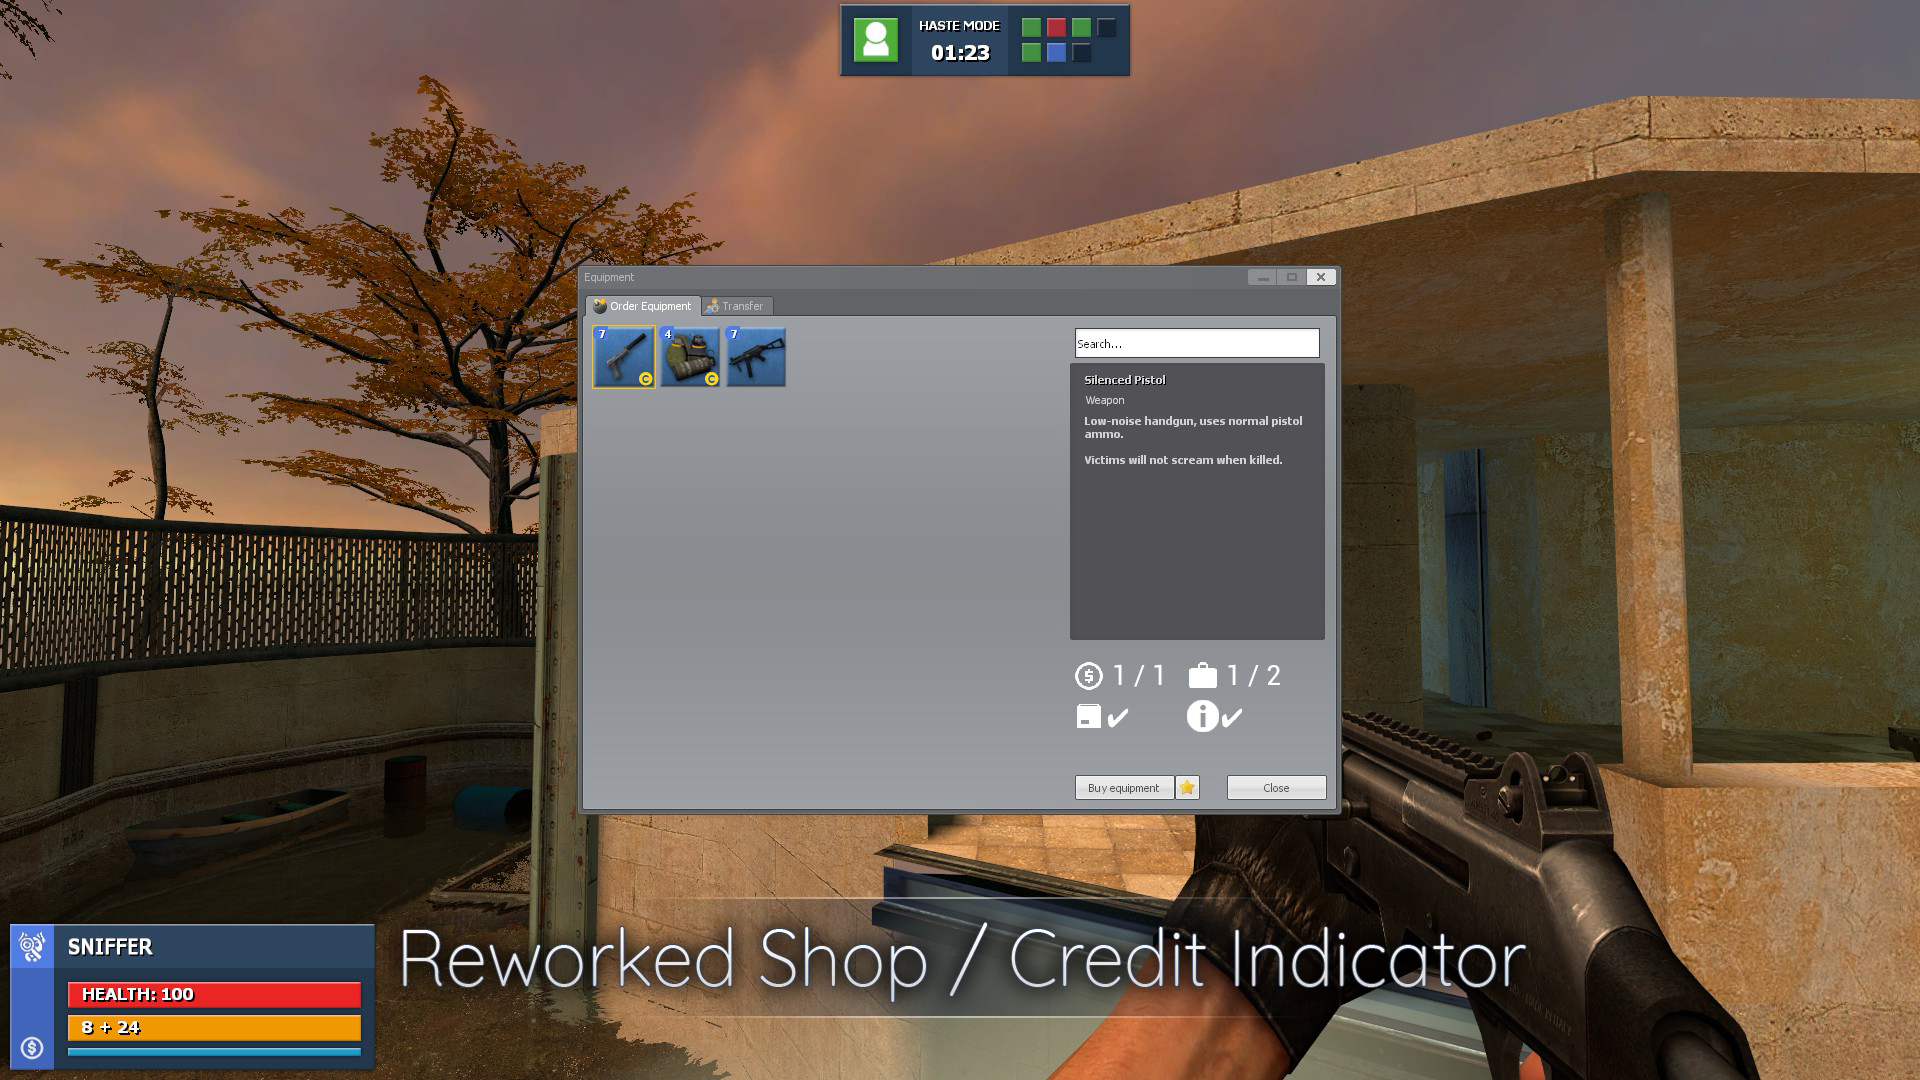 HASTE MODE
01:23
Equipment
Order Equipment
Transfer
7
4
7
C
C
Search...
Silenced Pistol
Weapon
Low-noise handgun, uses normal pistol
ammo.
Victims will not scream when killed.
$ 1 / 1
1 / 2
i
Buy equipment
Close
SNIFFER
HEALTH: 100
8 + 24
$
Reworked Shop / Credit Indicator